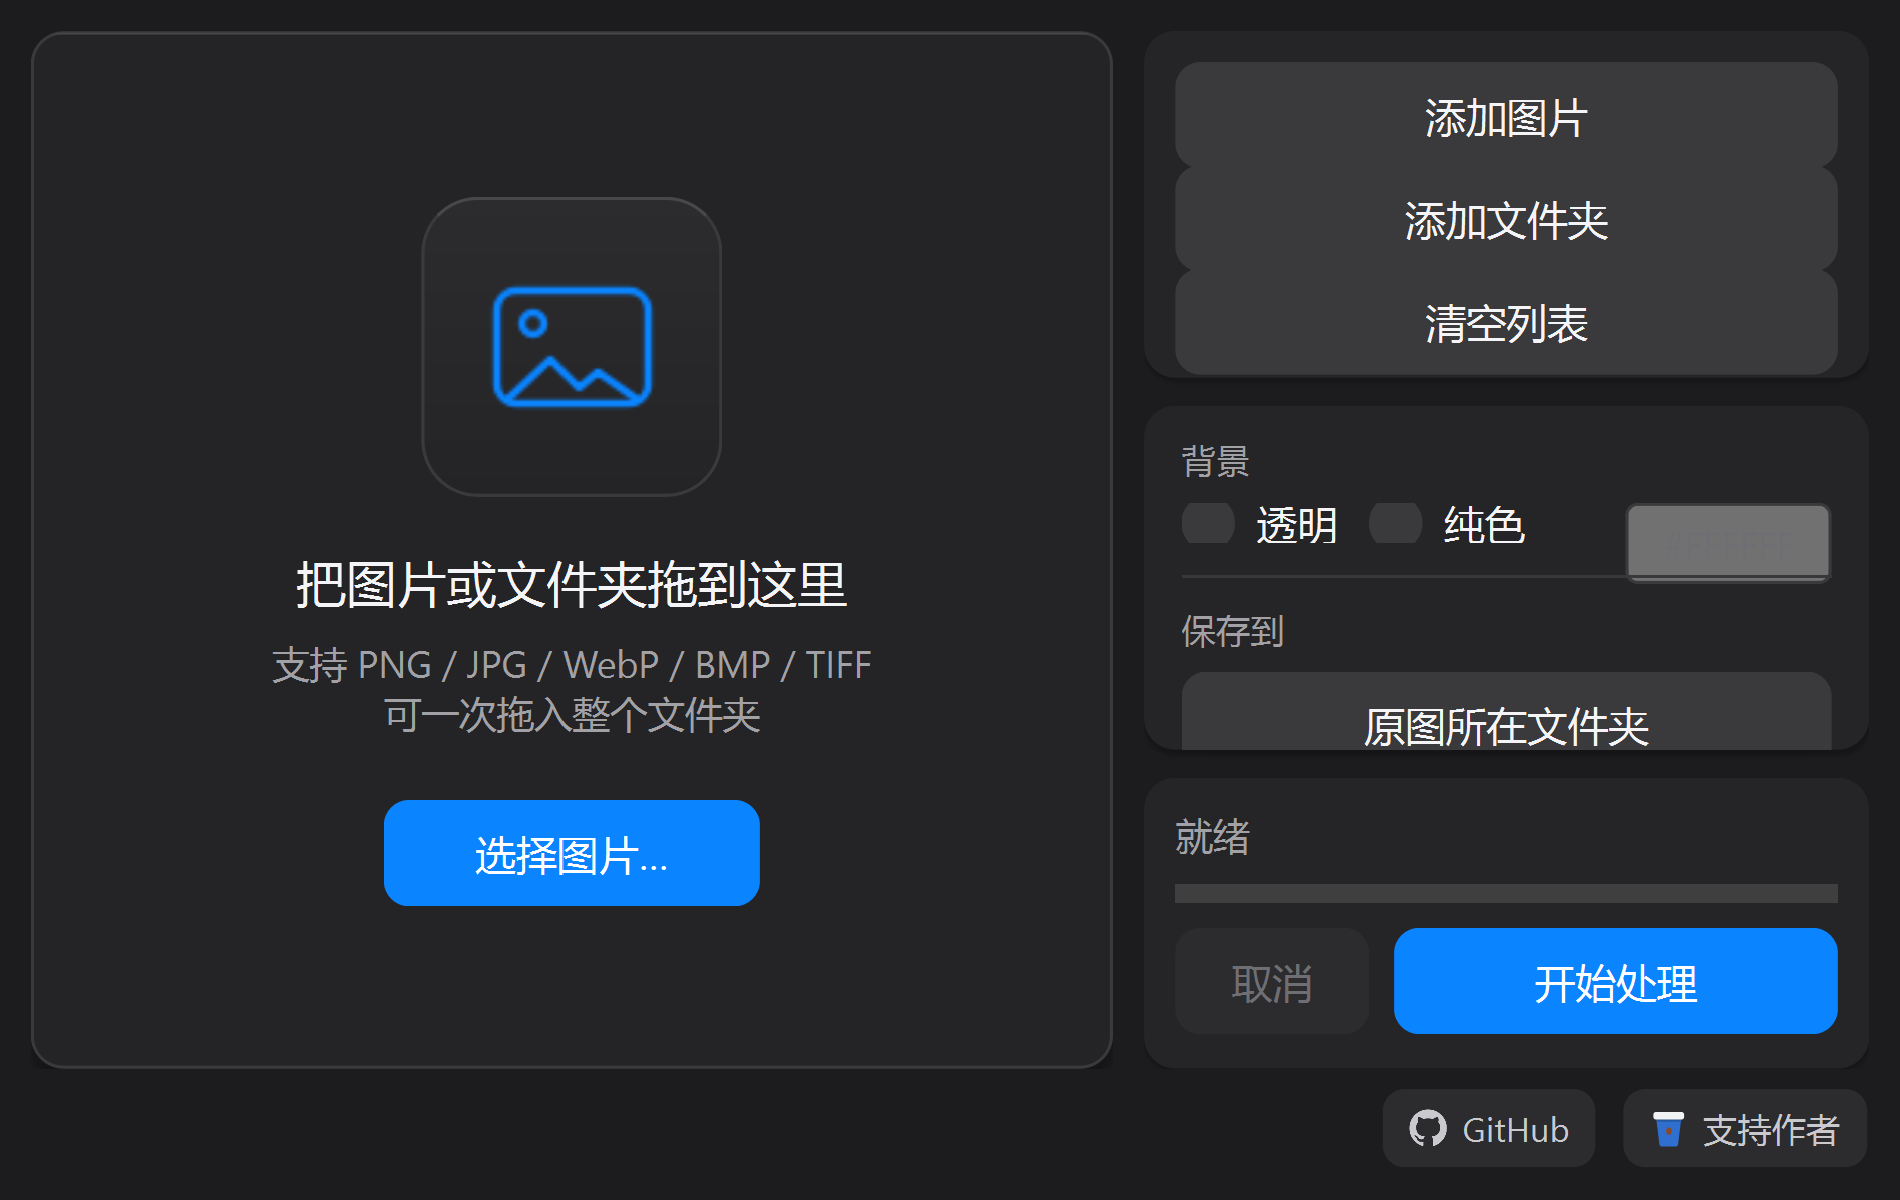 把图片或文件夹拖到这里
支持 PNG / JPG / WebP / BMP / TIFF
可一次拖入整个文件夹
选择图片...
添加图片
添加文件夹
清空列表
背景
透明
纯色
保存到
原图所在文件夹
就绪
取消
开始处理
GitHub
支持作者